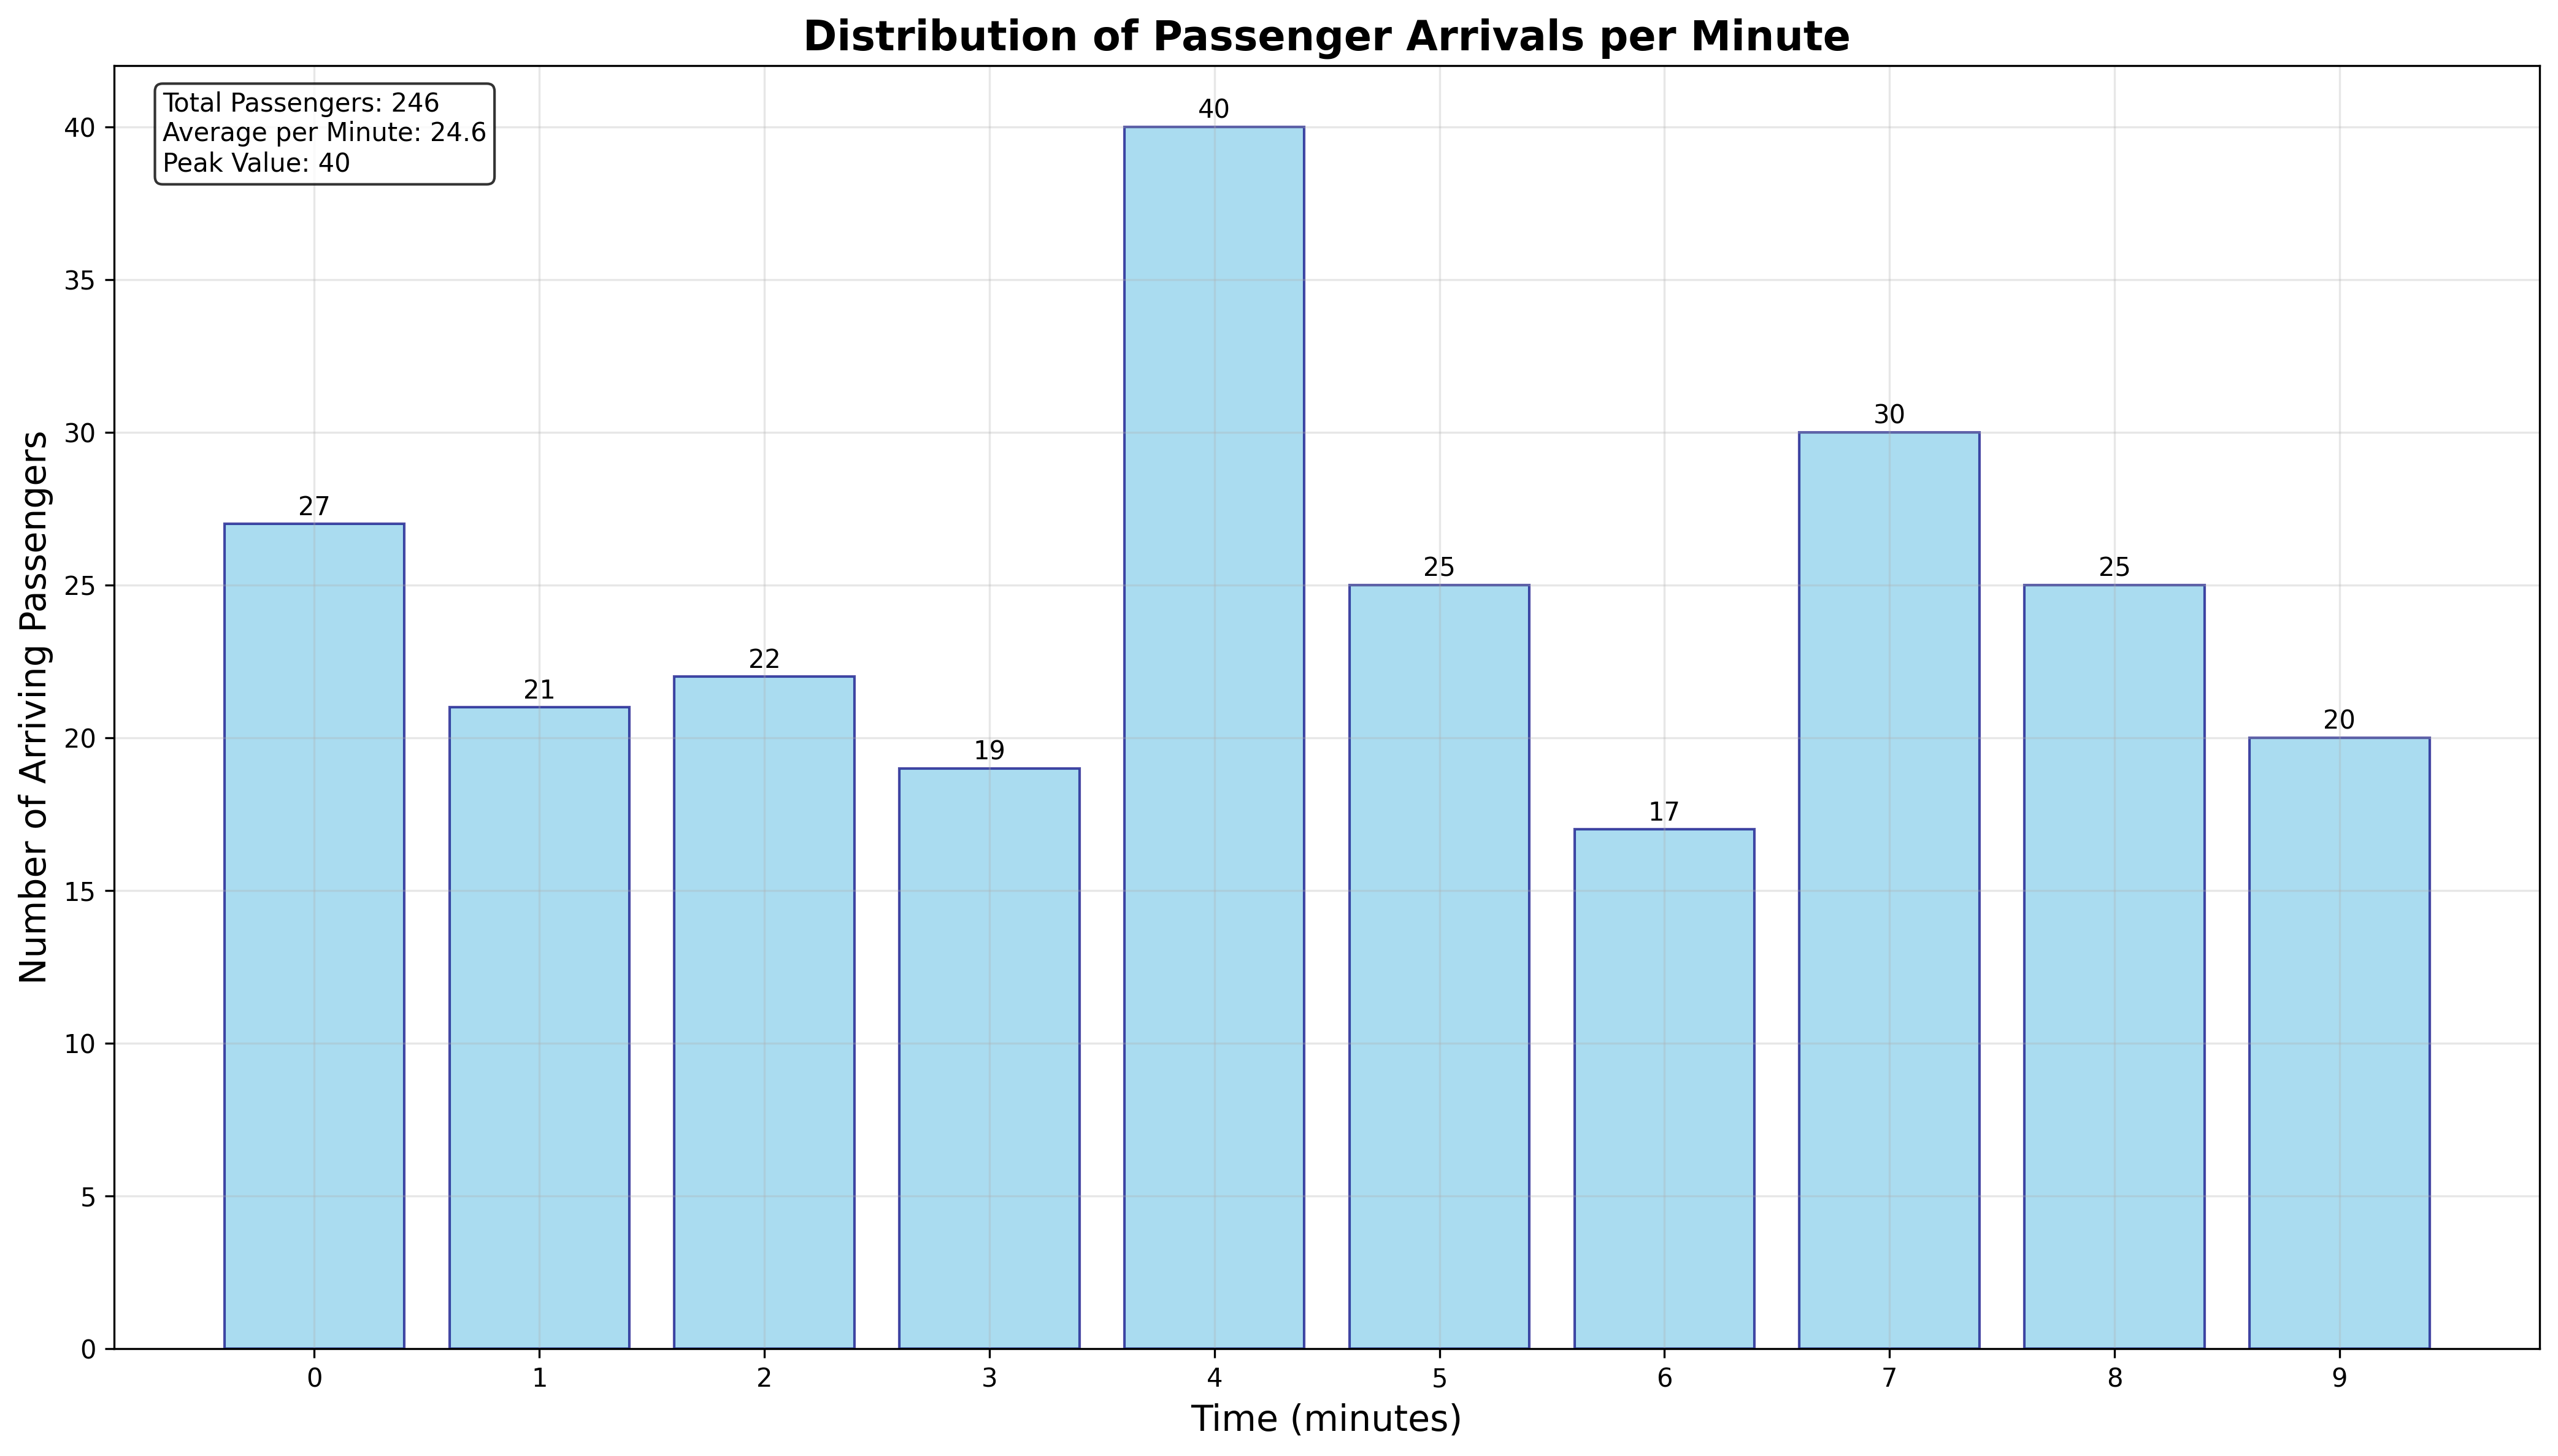 Distribution of Passenger Arrivals per Minute
Total Passengers: 246
Average per Minute: 24.6
Peak Value: 40
Number of Arriving Passengers
40
35
30
25
20
15
10
5
0
27
21
22
19
40
25
17
30
25
20
0 1 2 3 4 5 6 7 8 9
Time (minutes)